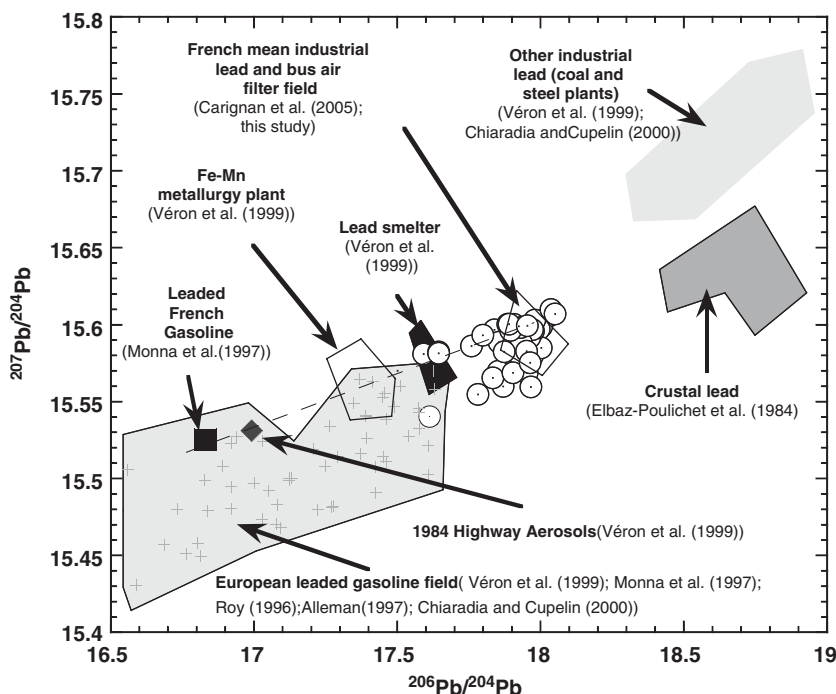 15.8
15.75
15.7
15.65
15.6
15.55
15.5
15.45
15.4
207Pb/204Pb
16.5
17
17.5
18
18.5
19
206Pb/204Pb
French mean industrial
lead and bus air
filter field
(Carignan et al. (2005;
this study)
Other industrial
lead (coal and
steel plants)
(Véron et al. (1999);
Chiaradia andCupelin (2000))
Fe-Mn
metallurgy plant
(Véron et al. (1999))
Lead smelter
(Véron et al.
(1999))
Leaded
French
Gasoline
(Monna et al.(1997))
Crustal lead
(Elbaz-Poulichet et al. (1984)
1984 Highway Aerosols(Véron et al. (1999))
European leaded gasoline field( Véron et al. (1999); Monna et al. (1997);
Roy (1996);Alleman(1997); Chiaradia and Cupelin (2000))